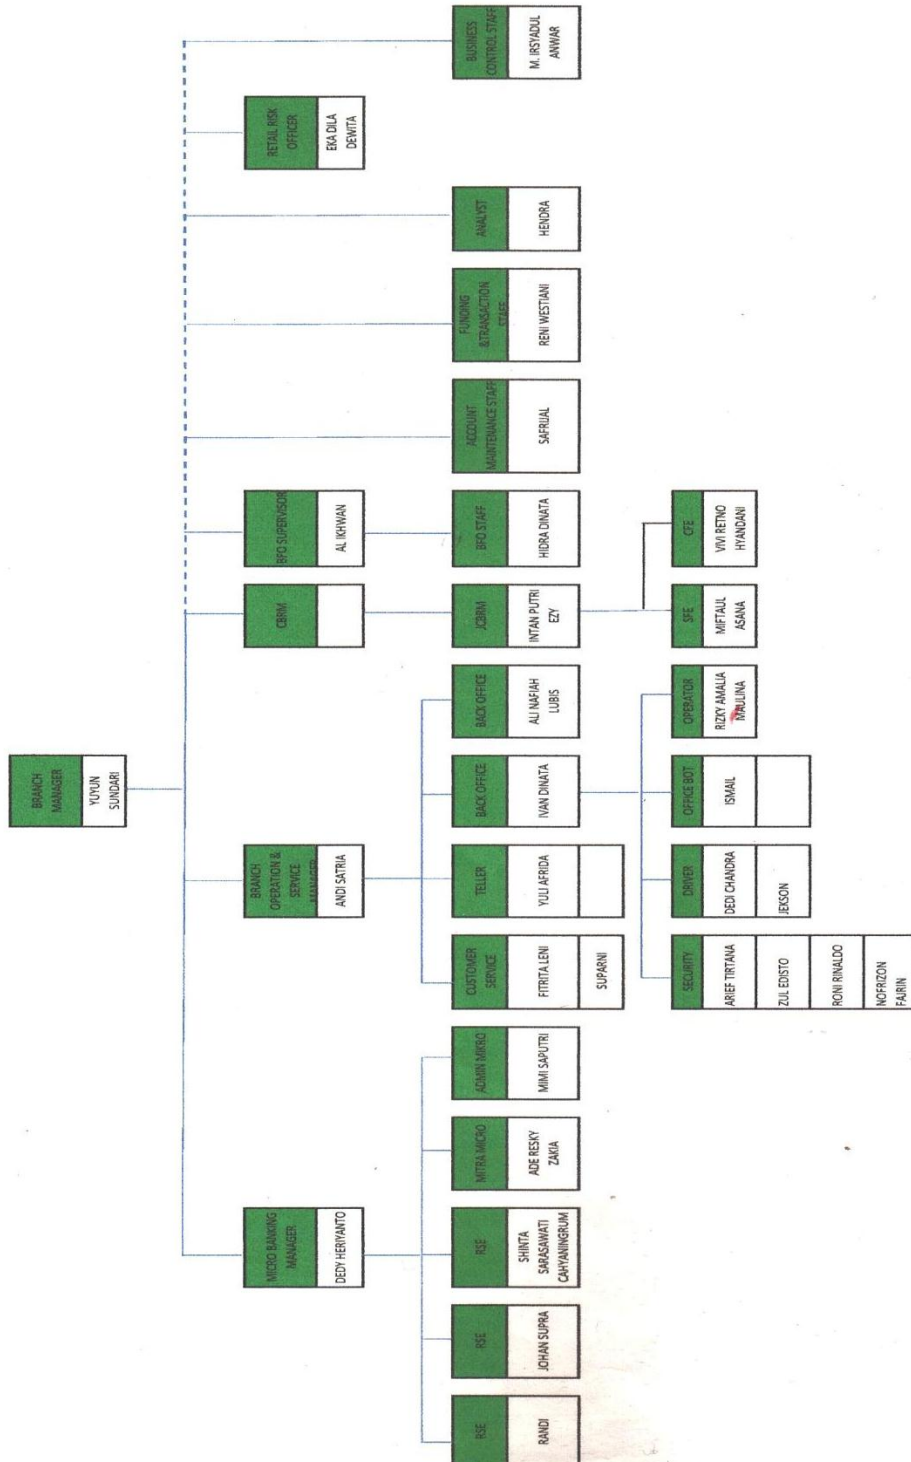 BRANCH
MANAGER
YUYUN
SUNDARI
MICRO BANKING
MANAGER
DEDY HERIYANTO
BRANCH
OPERATION &
SERVICE
MANAGER
ANDI SATRIA
CBRM
BFO SUPERVISOR
AL IKHWAN
RETAIL RISK
OFFICER
EKA DILA
DEWITA
RSE
RANDI
RSE
JOHAN SUPRA
RSE
SHINTA
SARASAWATI
CAHYANINGRUM
MITRA MICRO
ADE RESKY
ZAKIA
ADMIN MIKRO
MIMI SAPUTRI
CUSTOMER
SERVICE
FITRITA LENI
SUPARNI
TELLER
YULI AFRIDA
BACK OFFICE
IVAN DINATA
BACK OFFICE
ALI NAFIAH
LUBIS
JCBRM
INTAN PUTRI
EZY
BFO STAFF
HIDRA DINATA
ACCOUNT
MAINTENANCE STAFF
SAFRIJAL
FUNDING
&TRANSACTION
STAFF
RENI WESTIANI
ANALYST
HENDRA
BUSINESS
CONTROL STAFF
M. IRSYADUL
ANWAR
SECURITY
ARIEF TIRTANA
ZUL EDISTO
RONI RINALDO
NOFRIZON
FAJRIN
DRIVER
DEDI CHANDRA
JEKSON
OFFICE BOT
ISMAIL
OPERATOR
RIZKY AMALIA
MAULINA
SFE
MIFTAUL
ASANA
CFE
VIVI RETNO
HYANDANI